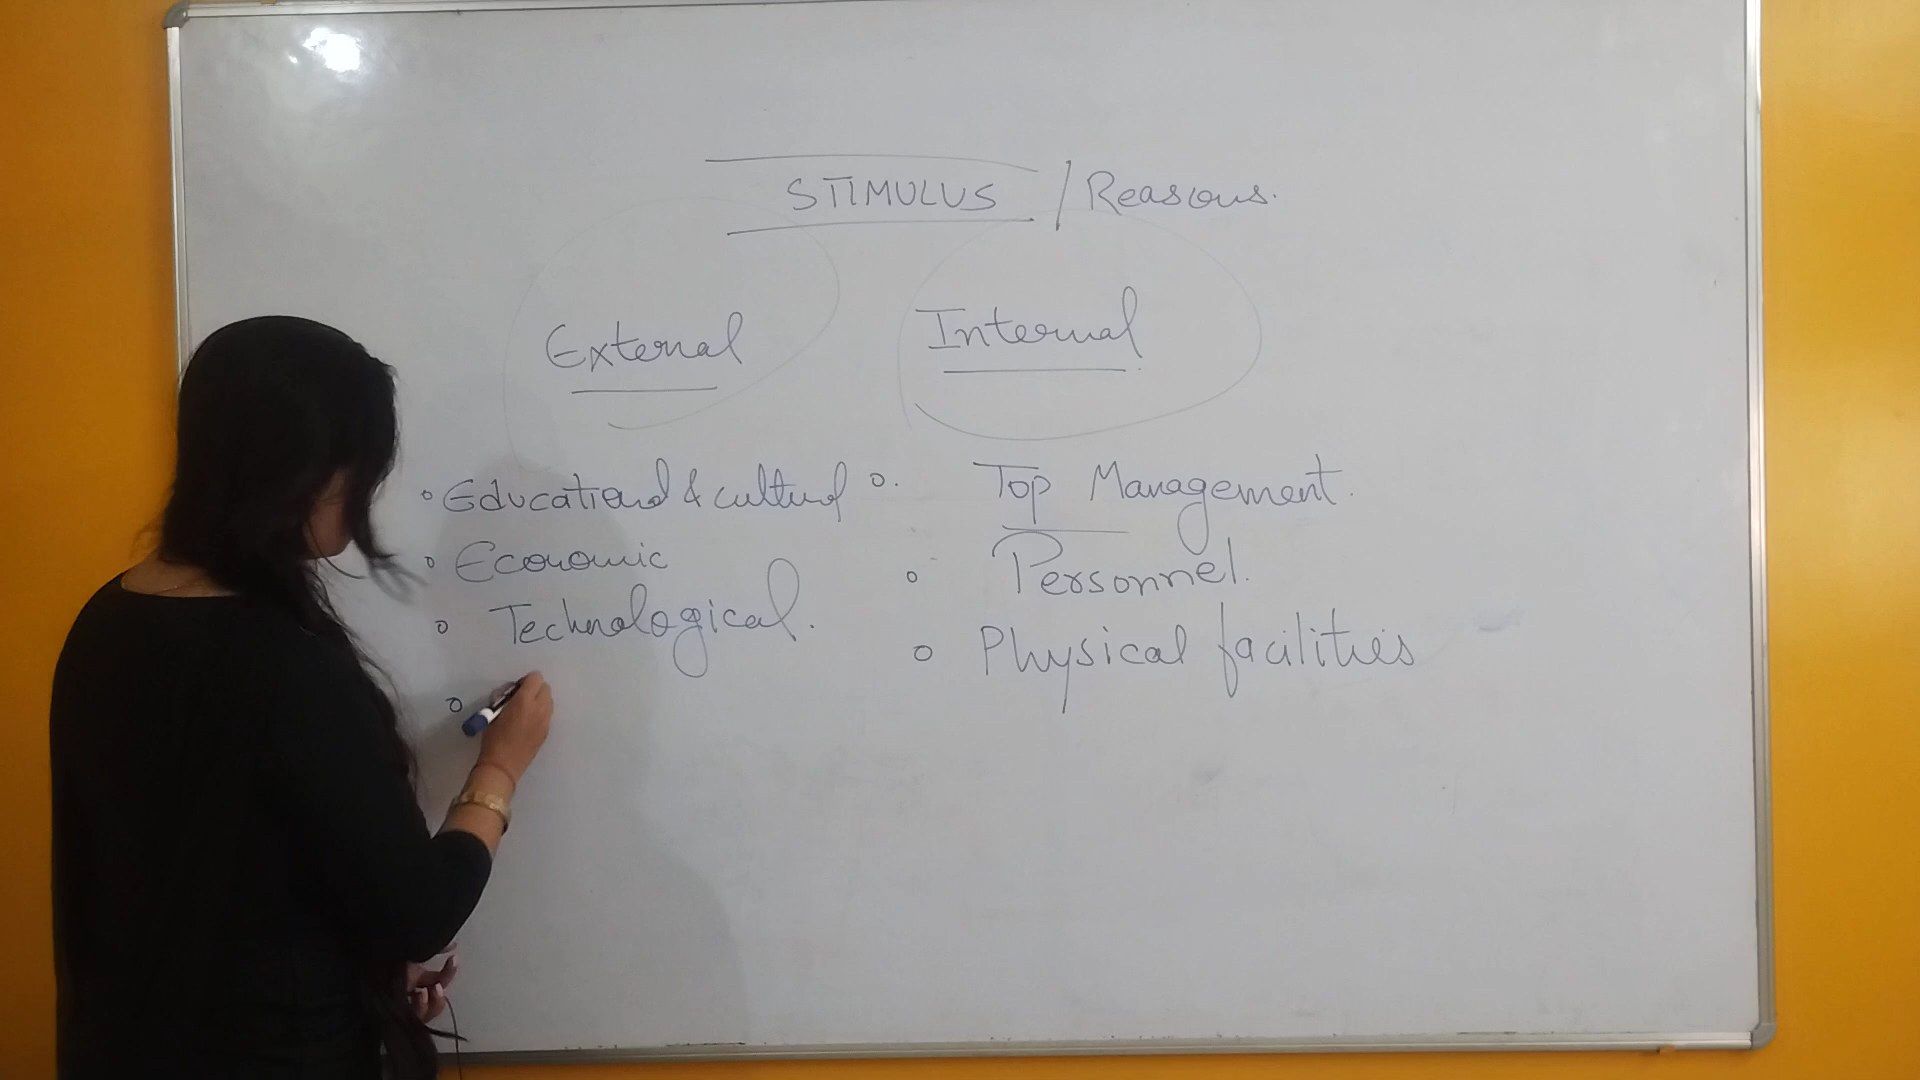 STIMULUS / Reasons.
External
Internal
Educational & cultural
Economic
Technological.
Top Management.
Personnel.
Physical facilities